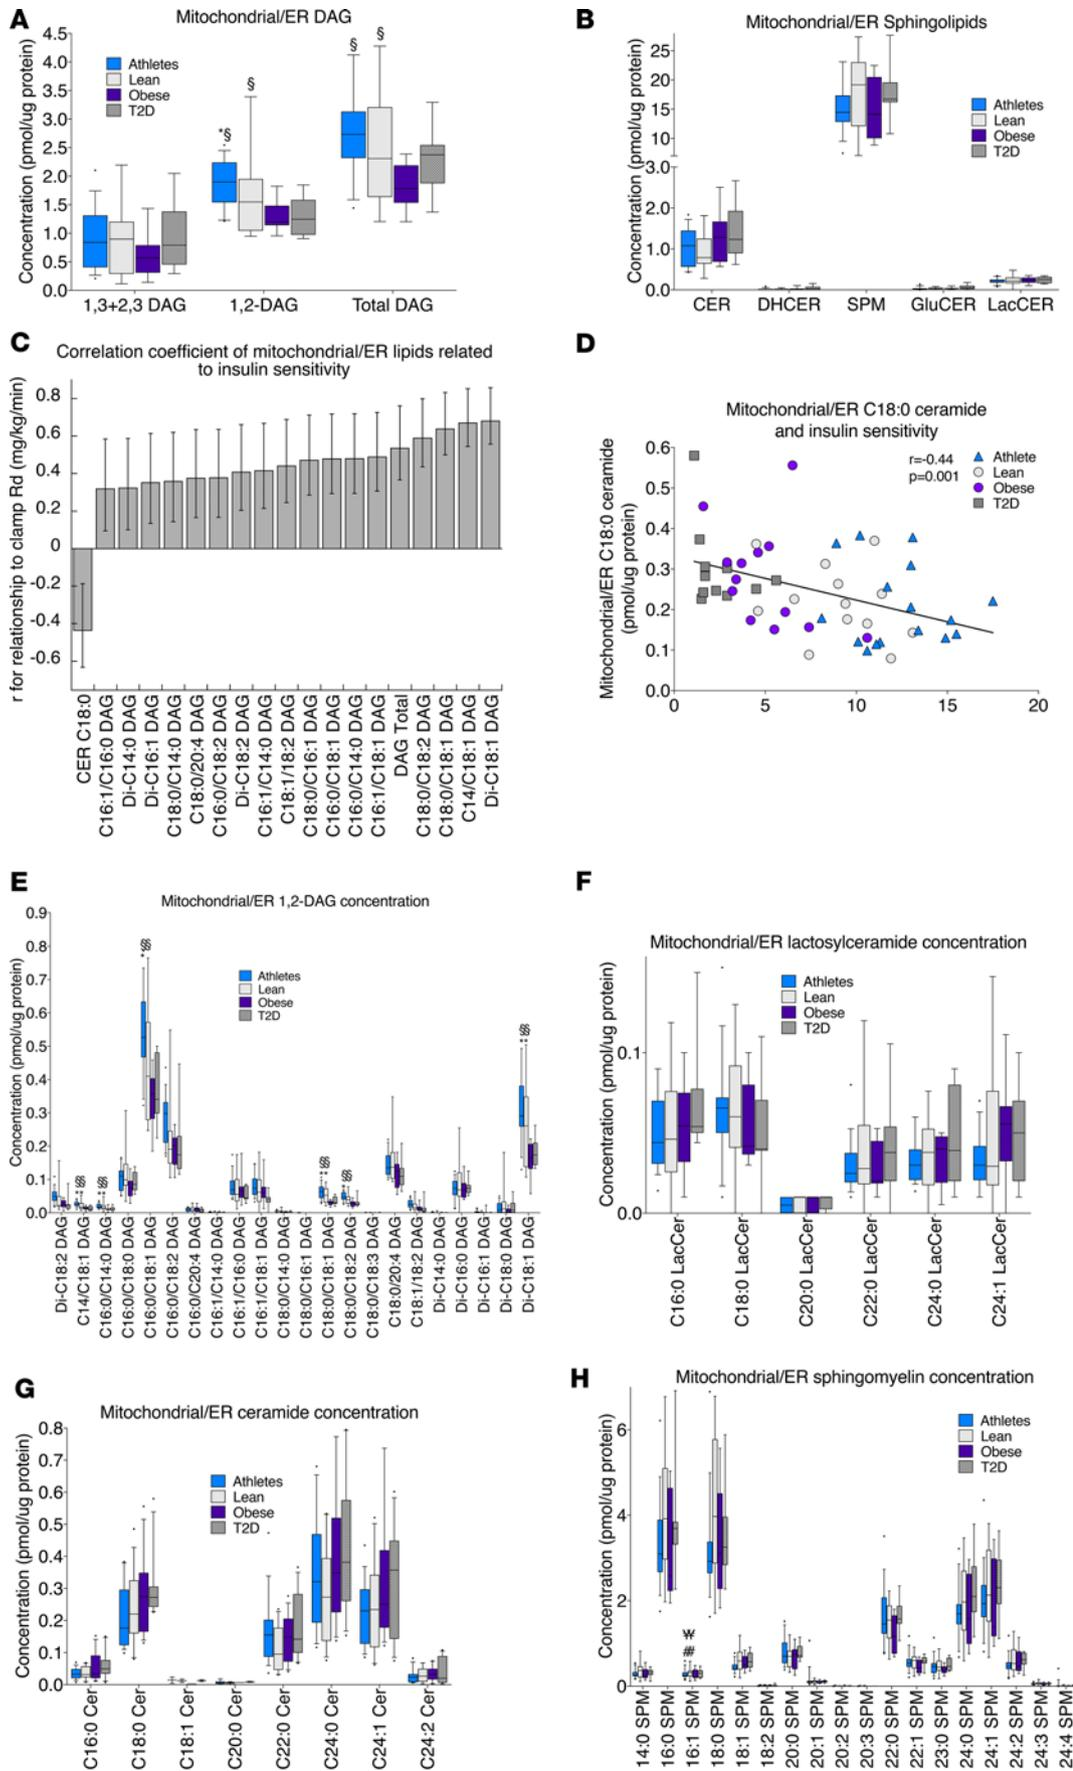 A
Mitochondrial/ER DAG
Concentration (pmol/ug protein)
4.5
4.0
3.5
3.0
2.5
2.0
1.5
1.0
0.5
0.0
Athletes
Lean
Obese
T2D
*§
§
§
§
1,3+2,3 DAG
1,2-DAG
Total DAG
B
Mitochondrial/ER Sphingolipids
Concentration (pmol/ug protein)
25
20
15
10
3.0
2.0
1.0
0.0
Athletes
Lean
Obese
T2D
CER
DHCER
SPM
GluCER
LacCER
C
Correlation coefficient of mitochondrial/ER lipids related
to insulin sensitivity
r for relationship to clamp Rd (mg/kg/min)
0.8
0.6
0.4
0.2
0
-0.2
-0.4
-0.6
CER C18:0
C16:1/C16:0 DAG
Di-C14:0 DAG
Di-C16:1 DAG
C18:0/C14:0 DAG
C18:0/20:4 DAG
C16:0/C18:2 DAG
Di-C18:2 DAG
C16:1/C14:0 DAG
C18:1/18:2 DAG
C18:0/C16:1 DAG
C16:0/C18:1 DAG
C16:0/C14:0 DAG
C16:1/C18:1 DAG
DAG Total
C18:0/C18:2 DAG
C18:0/C18:1 DAG
C14/C18:1 DAG
Di-C18:1 DAG
D
Mitochondrial/ER C18:0 ceramide
and insulin sensitivity
Mitochondrial/ER C18:0 ceramide
(pmol/ug protein)
0.6
0.5
0.4
0.3
0.2
0.1
0.0
r=-0.44
p=0.001
Athlete
Lean
Obese
T2D
0
5
10
15
20
E
Mitochondrial/ER 1,2-DAG concentration
Concentration (pmol/ug protein)
0.9
0.8
0.7
0.6
0.5
0.4
0.3
0.2
0.1
0.0
Athletes
Lean
Obese
T2D
§§
§§
§§
§§
§§
§§
Di-C18:2 DAG
C14/18:1 DAG
C16:0/14:0 DAG
C16:0/C18:0 DAG
C16:0/C18:1 DAG
C16:0/C18:2 DAG
C16:0/C20:4 DAG
C16:1/C14:0 DAG
C16:1/C16:0 DAG
C16:1/C18:1 DAG
C18:0/C14:0 DAG
C18:0/C16:1 DAG
C18:0/C18:1 DAG
C18:0/C18:2 DAG
C18:0/C18:3 DAG
C18:0/20:4 DAG
C18:1/18:2 DAG
Di-C14:0 DAG
Di-C16:0 DAG
Di-C16:1 DAG
Di-C18:0 DAG
Di-C18:1 DAG
F
Mitochondrial/ER lactosylceramide concentration
Concentration (pmol/ug protein)
0.1
0.0
Athletes
Lean
Obese
T2D
C16:0 LacCer
C18:0 LacCer
C20:0 LacCer
C22:0 LacCer
C24:0 LacCer
C24:1 LacCer
G
Mitochondrial/ER ceramide concentration
Concentration (pmol/ug protein)
0.8
0.7
0.6
0.5
0.4
0.3
0.2
0.1
0.0
Athletes
Lean
Obese
T2D
C16:0 Cer
C18:0 Cer
C18:1 Cer
C20:0 Cer
C22:0 Cer
C24:0 Cer
C24:1 Cer
C24:2 Cer
H
Mitochondrial/ER sphingomyelin concentration
Concentration (pmol/ug protein)
6
4
2
0
Athletes
Lean
Obese
T2D
₩
#
14:0 SPM
16:0 SPM
16:1 SPM
18:0 SPM
18:1 SPM
18:2 SPM
20:0 SPM
20:1 SPM
20:2 SPM
20:3 SPM
22:0 SPM
22:1 SPM
23:0 SPM
24:0 SPM
24:1 SPM
24:2 SPM
24:3 SPM
24:4 SPM